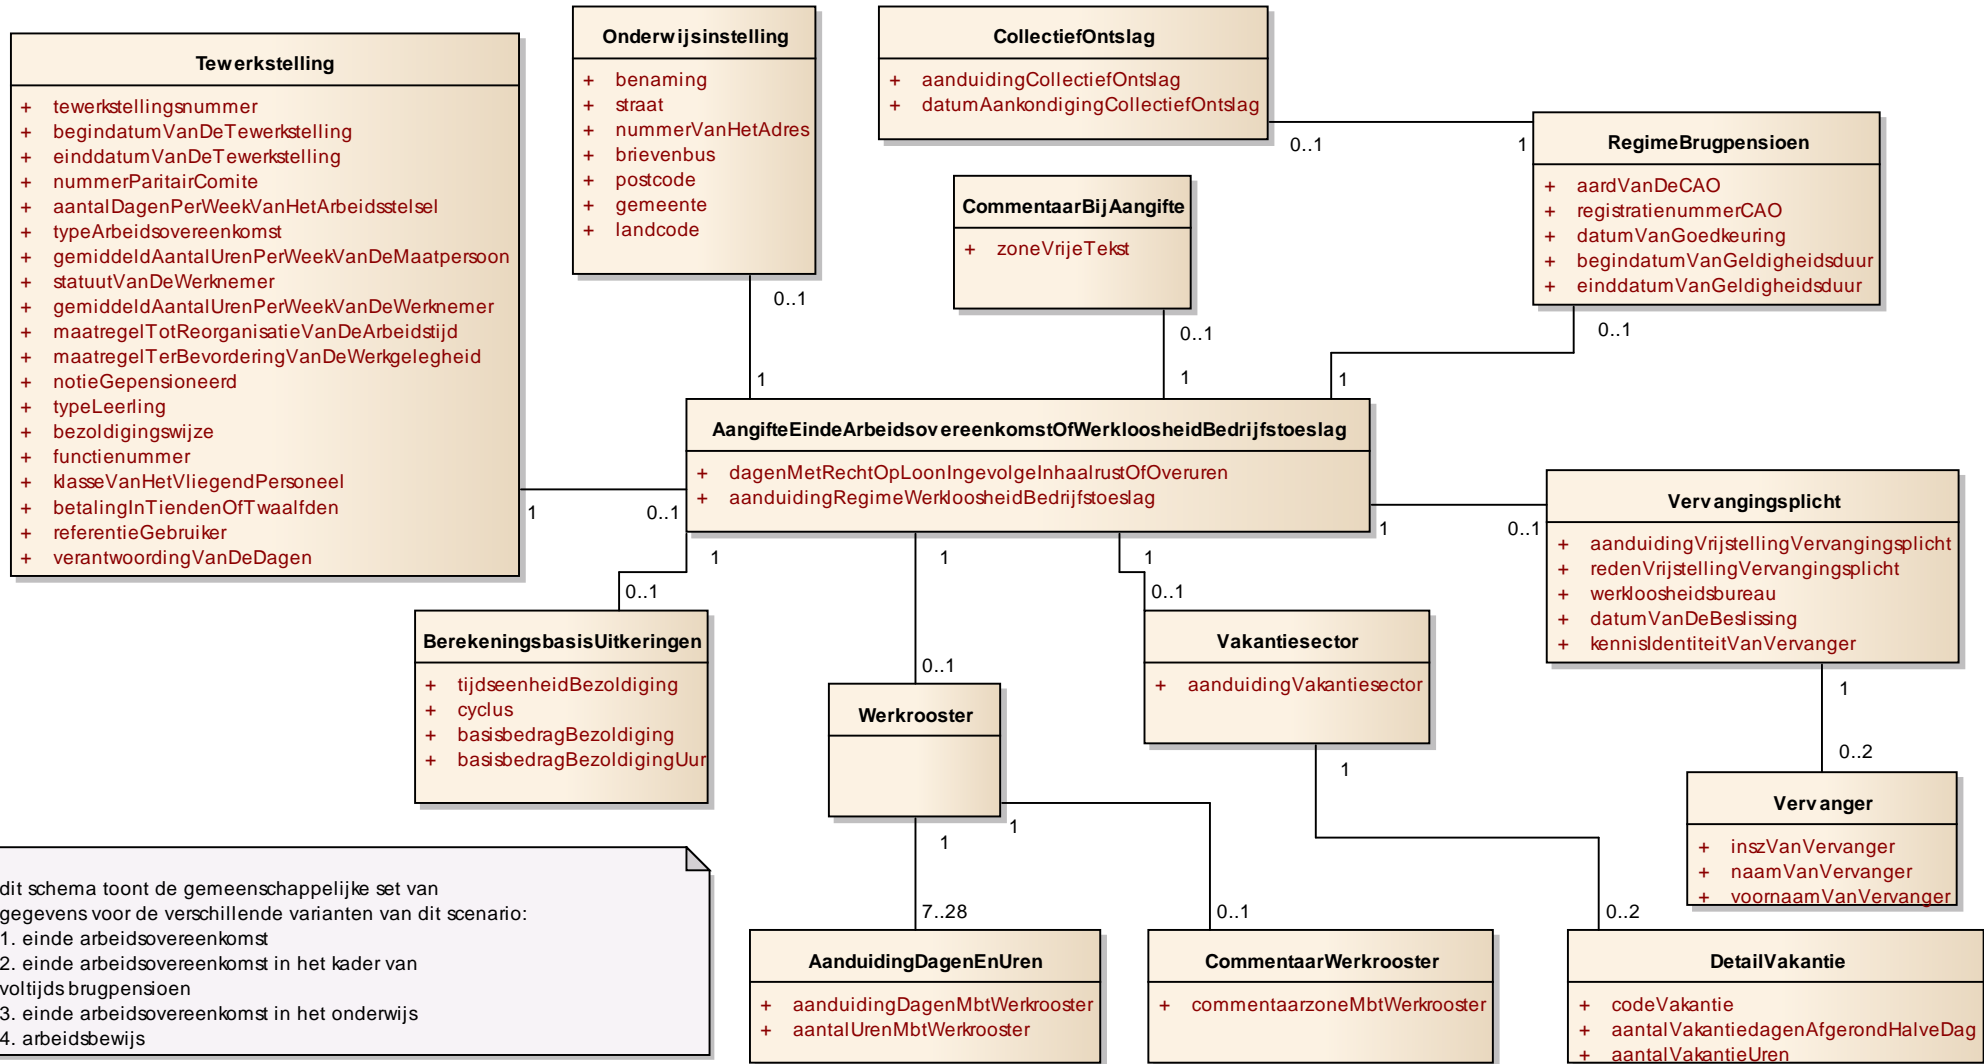 Tewerkstelling
+ tewerkstellingsnummer
+ begindatumVanDeTewerkstelling
+ einddatumVanDeTewerkstelling
+ nummerParitairComite
+ aantalDagenPerWeekVanHetArbeidsstelsel
+ typeArbeidsovereenkomst
+ gemiddeldAantalUrenPerWeekVanDeMaatpersoon
+ statuutVanDeWerknemer
+ gemiddeldAantalUrenPerWeekVanDeWerknemer
+ maatregelTotReorganisatieVanDeArbeidstijd
+ maatregelTerBevorderingVanDeWerkgelegheid
+ notieGepensioneerd
+ typeLeerling
+ bezoldigingswijze
+ functienummer
+ klasseVanHetVliegendPersoneel
+ betalingInTiendenOfTwaalfden
+ referentieGebruiker
+ verantwoordingVanDeDagen
Onderwijsinstelling
+ benaming
+ straat
+ nummerVanHetAdres
+ brievenbus
+ postcode
+ gemeente
+ landcode
0..1
1
CollectiefOntslag
+ aanduidingCollectiefOntslag
+ datumAankondigingCollectiefOntslag
0..1
1
CommentaarBijAangifte
+ zoneVrijeTekst
0..1
1
RegimeBrugpensioen
+ aardVanDeCAO
+ registratienummerCAO
+ datumVanGoedkeuring
+ begindatumVanGeldigheidsduur
+ einddatumVanGeldigheidsduur
0..1
1
AangifteEindeArbeidsovereenkomstOfWerkloosheidBedrijfstoeslag
+ dagenMetRechtOpLoonIngevolgeInhaalrustOfOveruren
+ aanduidingRegimeWerkloosheidBedrijfstoeslag
1
0..1
1
0..1
Vervangingsplicht
+ aanduidingVrijstellingVervangingsplicht
+ redenVrijstellingVervangingsplicht
+ werkloosheidsbureau
+ datumVanDeBeslissing
+ kennisIdentiteitVanVervanger
1
0..2
Vervanger
+ inszVanVervanger
+ naamVanVervanger
+ voornaamVanVervanger
1
0..1
BerekeningsbasisUitkeringen
+ tijdseenheidBezoldiging
+ cyclus
+ basisbedragBezoldiging
+ basisbedragBezoldigingUur
1
0..1
Werkrooster
1
1
7..28
0..1
1
0..1
Vakantiesector
+ aanduidingVakantiesector
1
0..2
AanduidingDagenEnUren
+ aanduidingDagenMbtWerkrooster
+ aantalUrenMbtWerkrooster
CommentaarWerkrooster
+ commentaarzoneMbtWerkrooster
DetailVakantie
+ codeVakantie
+ aantalVakantiedagenAfgerondHalveDag
+ aantalVakantieUren
dit schema toont de gemeenschappelijke set van
gegevens voor de verschillende varianten van dit scenario:
1. einde arbeidsovereenkomst
2. einde arbeidsovereenkomst in het kader van
voltijds brugpensioen
3. einde arbeidsovereenkomst in het onderwijs
4. arbeidsbewijs